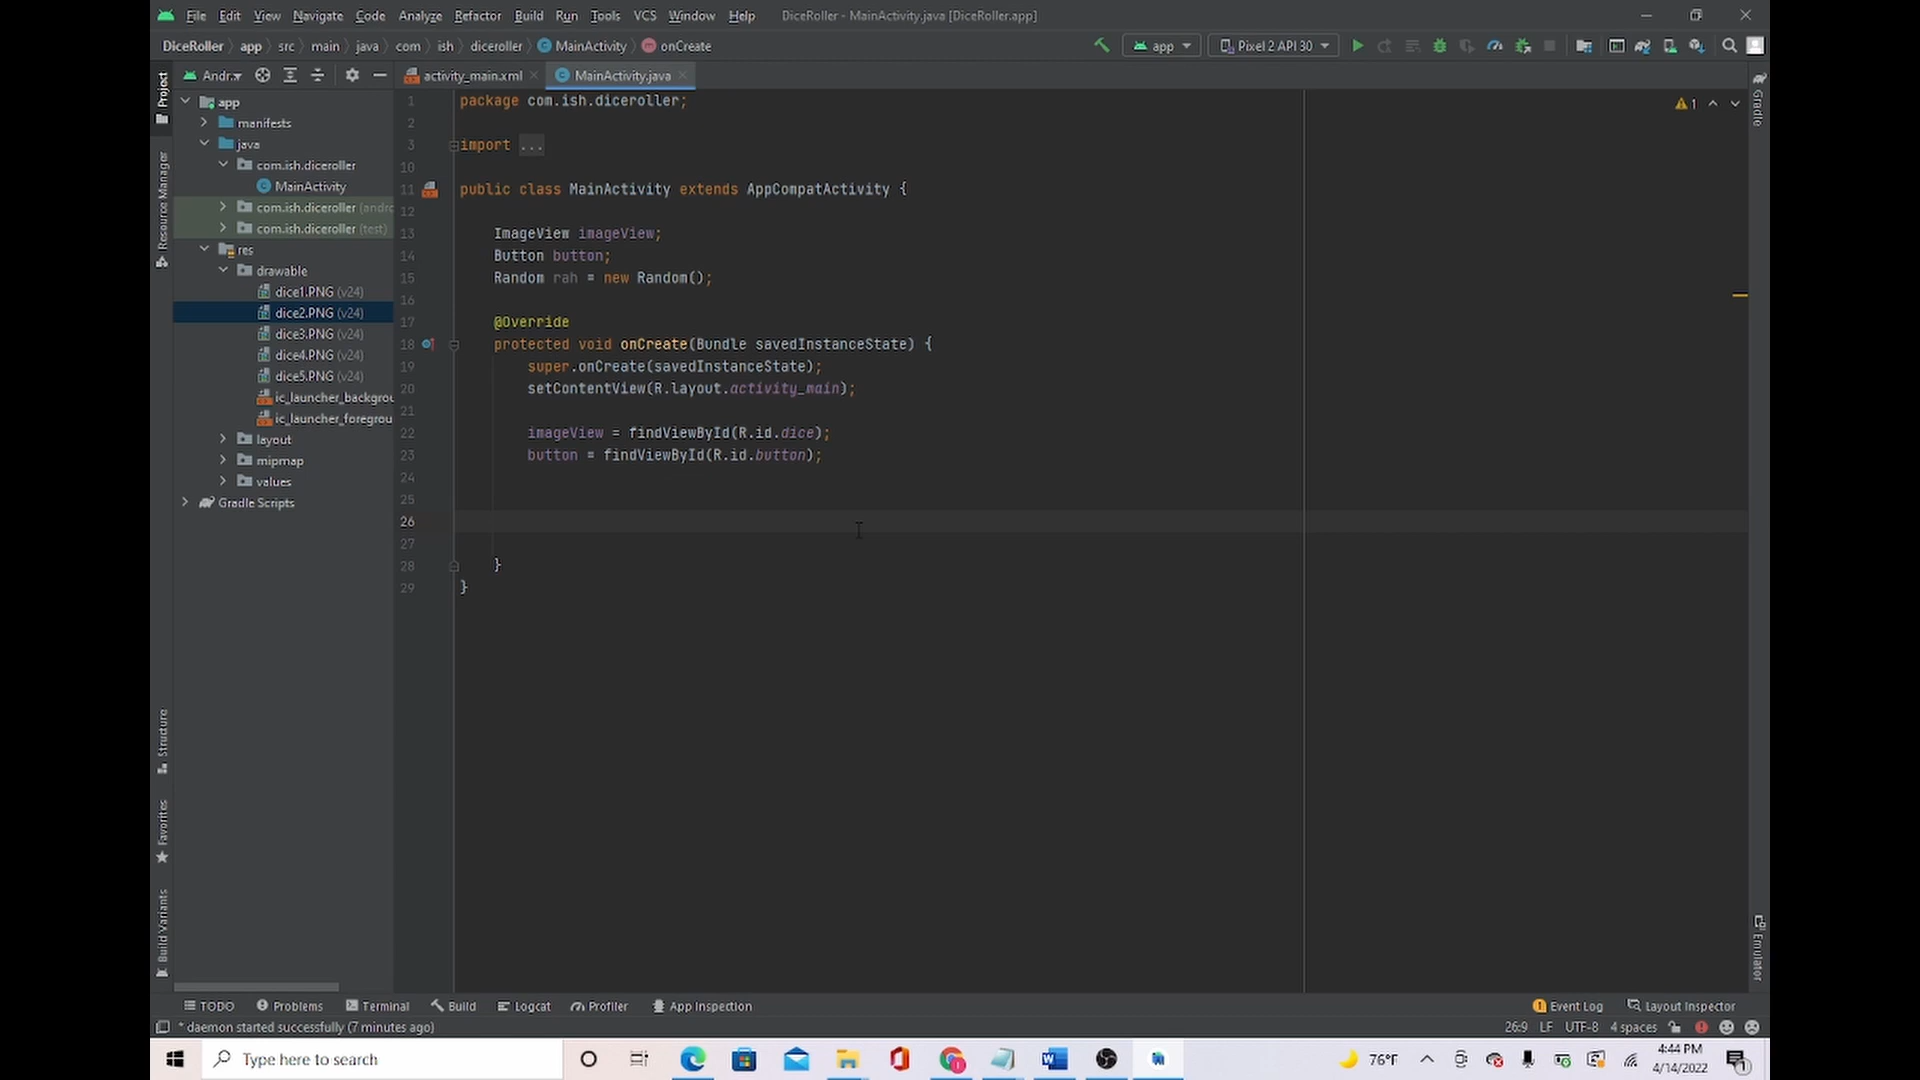 File Edit View Navigate Code Analyze Refactor Build Run Tools VCS Window Help DiceRoller - MainActivity.java [DiceRoller.app]
DiceRoller app src main java com ish diceroller MainActivity onCreate app Pixel 2 API 30
Project Andr... activity_main.xml MainActivity.java
app
manifests
java
com.ish.diceroller
MainActivity
com.ish.diceroller (andro
com.ish.diceroller (test)
res
drawable
dice1.PNG (v24)
dice2.PNG (v24)
dice3.PNG (v24)
dice4.PNG (v24)
dice5.PNG (v24)
ic_launcher_backgrou
ic_launcher_foregrou
layout
mipmap
values
Gradle Scripts
Resource Manager
Structure
Favorites
Build Variants
1 package com.ish.diceroller;
2
3 import ...
10
11 public class MainActivity extends AppCompatActivity {
12
13 ImageView imageView;
14 Button button;
15 Random rah = new Random();
16
17 @Override
18 protected void onCreate(Bundle savedInstanceState) {
19 super.onCreate(savedInstanceState);
20 setContentView(R.layout.activity_main);
21
22 imageView = findViewById(R.id.dice);
23 button = findViewById(R.id.button);
24
25
26
27
28 }
29 }
1
Gradle
Emulator
TODO Problems Terminal Build Logcat Profiler App Inspection Event Log Layout Inspector
* daemon started successfully (7 minutes ago) 26:9 LF UTF-8 4 spaces
Type here to search 76°F 4:44 PM
4/14/2022 1